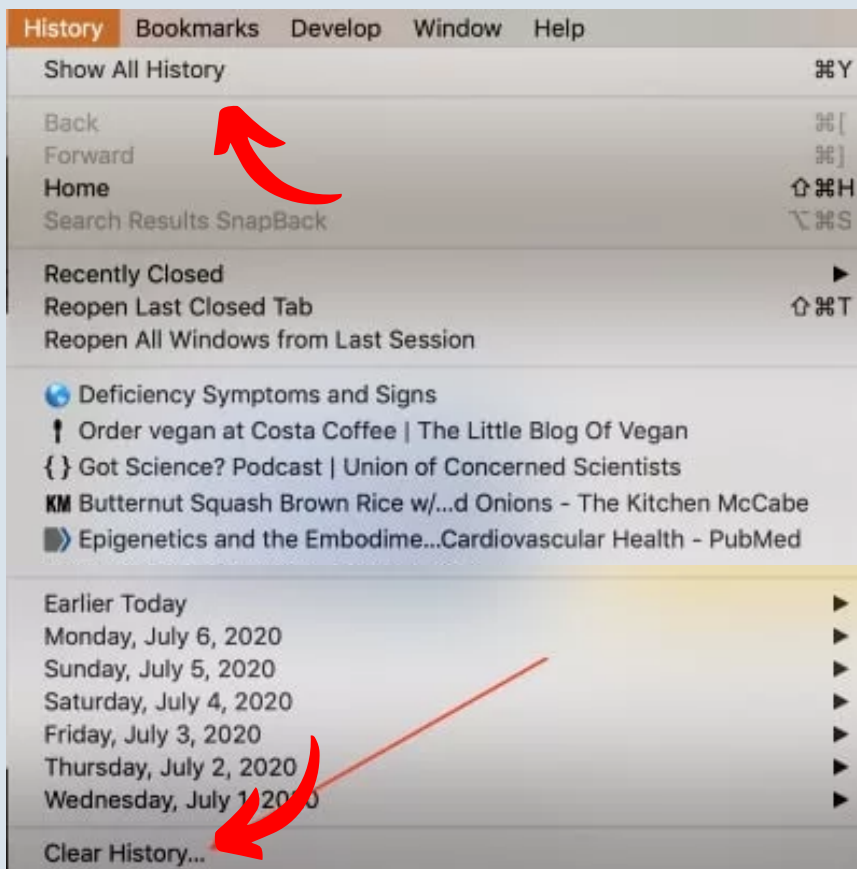 History Bookmarks Develop Window Help
Show All History ⌘Y
Back ⌘[
Forward ⌘]
Home ⇧⌘H
Search Results SnapBack ⌥⌘S
Recently Closed ▶
Reopen Last Closed Tab ⇧⌘T
Reopen All Windows from Last Session
Deficiency Symptoms and Signs
Order vegan at Costa Coffee | The Little Blog Of Vegan
{ } Got Science? Podcast | Union of Concerned Scientists
KM Butternut Squash Brown Rice w/...d Onions - The Kitchen McCabe
Epigenetics and the Embodime...Cardiovascular Health - PubMed
Earlier Today ▶
Monday, July 6, 2020 ▶
Sunday, July 5, 2020 ▶
Saturday, July 4, 2020 ▶
Friday, July 3, 2020 ▶
Thursday, July 2, 2020 ▶
Wednesday, July 1, 2020 ▶
Clear History...